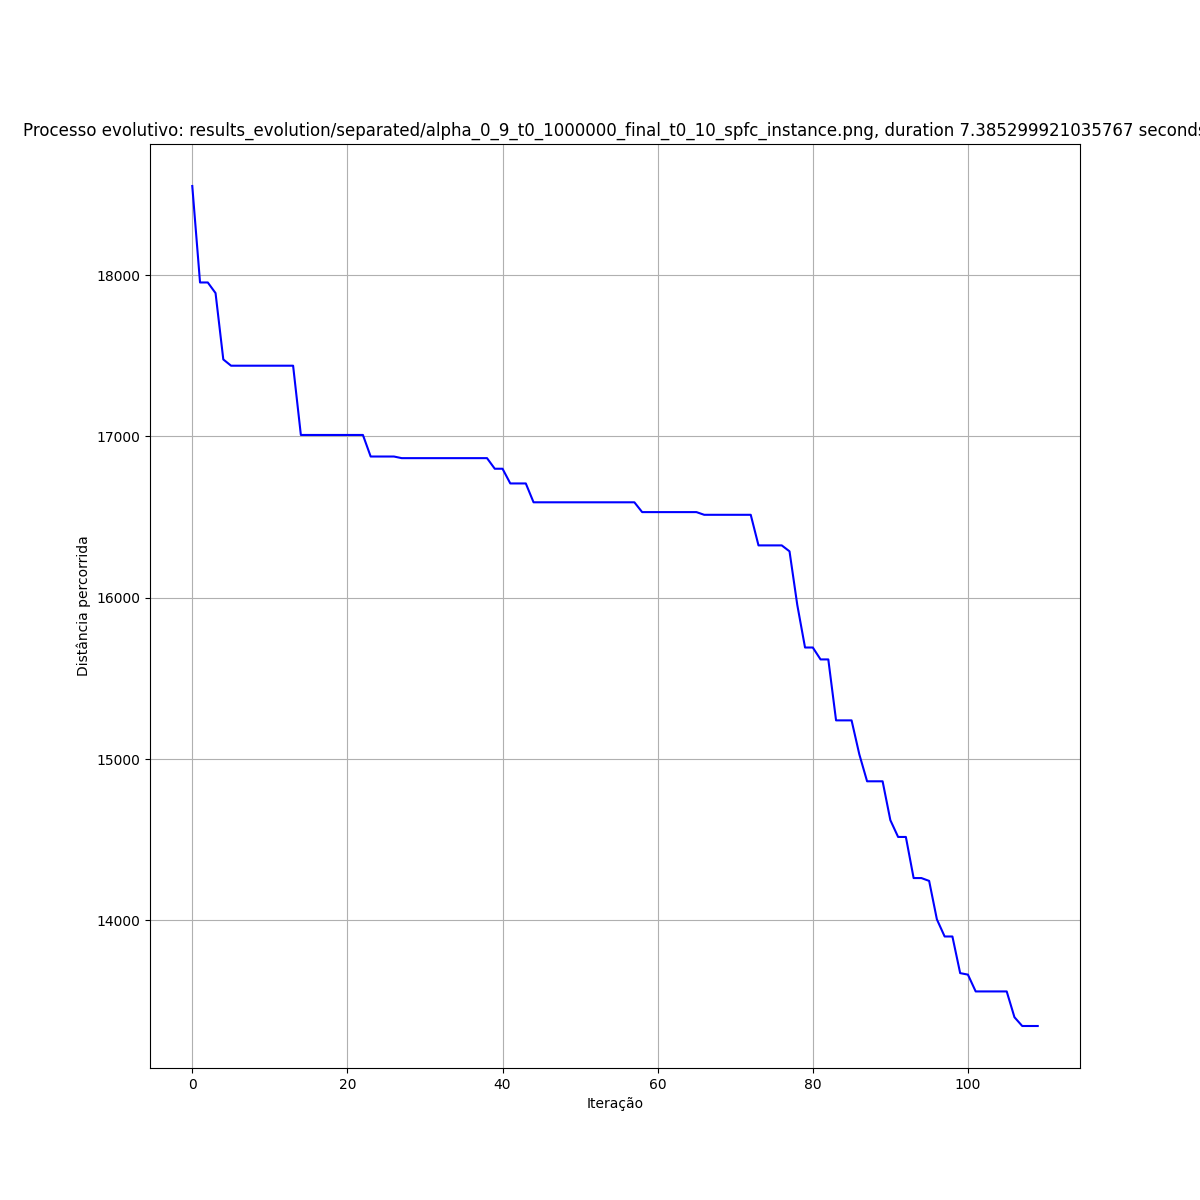 Processo evolutivo: results_evolution/separated/alpha_0_9_t0_1000000_final_t0_10_spfc_instance.png, duration 7.385299921035767 seconds
18000
17000
16000
15000
14000
Distância percorrida
0 20 40 60 80 100
Iteração